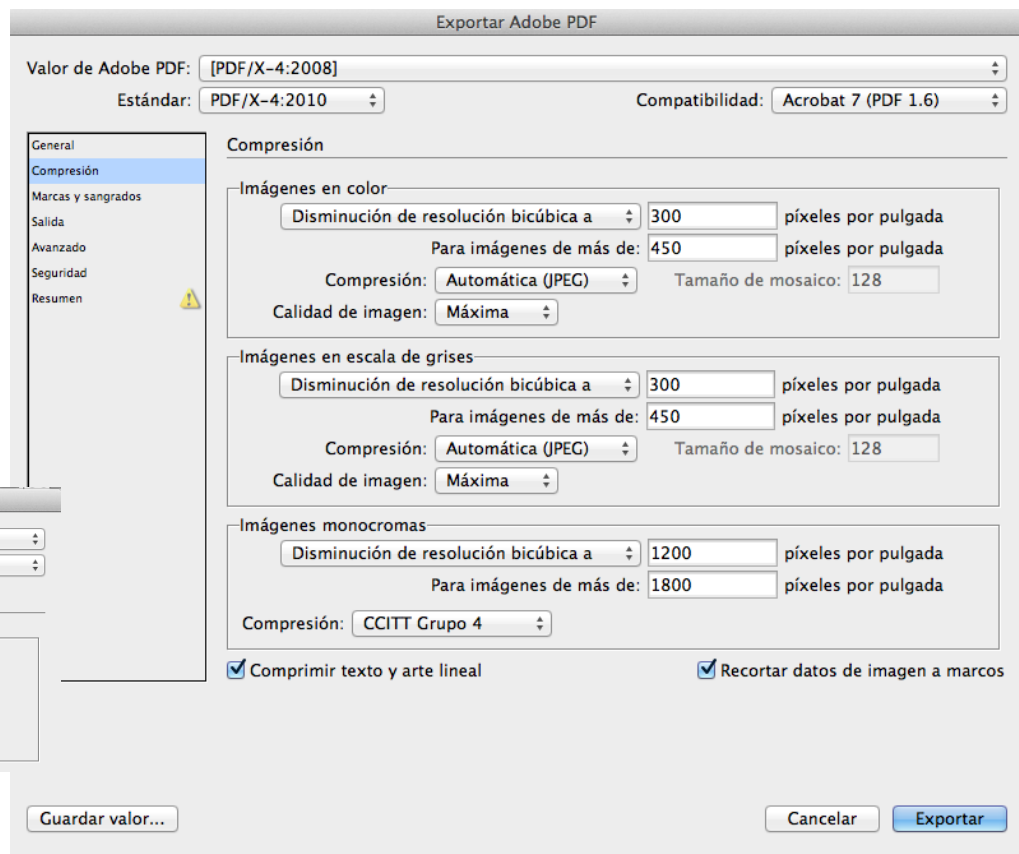 Exportar Adobe PDF
Valor de Adobe PDF: [PDF/X-4:2008]
Estándar: PDF/X-4:2010 Compatibilidad: Acrobat 7 (PDF 1.6)
General
Compresión
Marcas y sangrados
Salida
Avanzado
Seguridad
Resumen
Compresión
Imágenes en color
Disminución de resolución bicúbica a 300 píxeles por pulgada
Para imágenes de más de: 450 píxeles por pulgada
Compresión: Automática (JPEG) Tamaño de mosaico: 128
Calidad de imagen: Máxima
Imágenes en escala de grises
Disminución de resolución bicúbica a 300 píxeles por pulgada
Para imágenes de más de: 450 píxeles por pulgada
Compresión: Automática (JPEG) Tamaño de mosaico: 128
Calidad de imagen: Máxima
Imágenes monocromas
Disminución de resolución bicúbica a 1200 píxeles por pulgada
Para imágenes de más de: 1800 píxeles por pulgada
Compresión: CCITT Grupo 4
Comprimir texto y arte lineal Recortar datos de imagen a marcos
Guardar valor... Cancelar Exportar